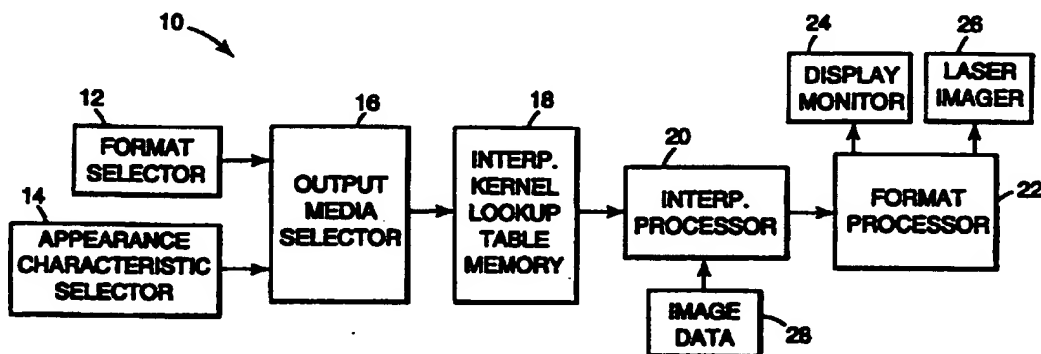 10
12
FORMAT
SELECTOR
14
APPEARANCE
CHARACTERISTIC
SELECTOR
16
OUTPUT
MEDIA
SELECTOR
18
INTERP.
KERNEL
LOOKUP
TABLE
MEMORY
20
INTERP.
PROCESSOR
IMAGE
DATA
28
24
DISPLAY
MONITOR
26
LASER
IMAGER
FORMAT
PROCESSOR
22